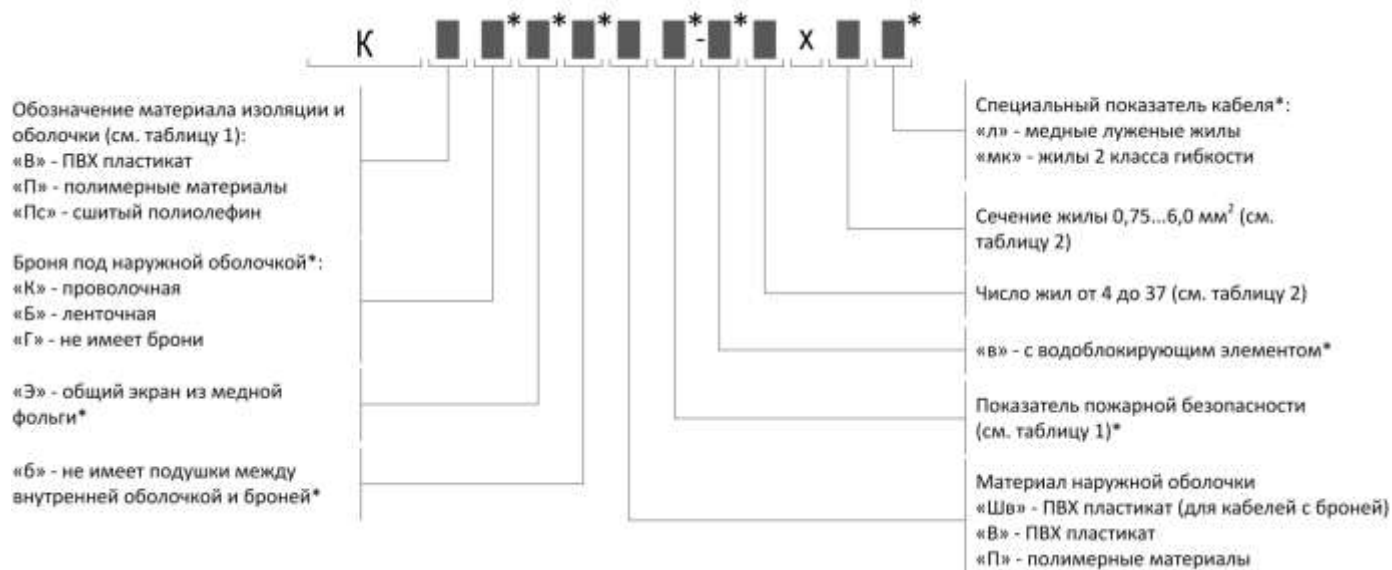 К * * * * - * х *
Обозначение материала изоляции и
оболочки (см. таблицу 1):
«В» - ПВХ пластикат
«П» - полимерные материалы
«Пс» - сшитый полиолефин
Броня под наружной оболочкой*:
«К» - проволочная
«Б» - ленточная
«Г» - не имеет брони
«Э» - общий экран из медной
фольги*
«б» - не имеет подушки между
внутренней оболочкой и броней*
Специальный показатель кабеля*:
«л» - медные луженые жилы
«мк» - жилы 2 класса гибкости
Сечение жилы 0,75...6,0 мм² (см.
таблицу 2)
Число жил от 4 до 37 (см. таблицу 2)
«в» - с водоблокирующим элементом*
Показатель пожарной безопасности
(см. таблицу 1)*
Материал наружной оболочки
«Шв» - ПВХ пластикат (для кабелей с броней)
«В» - ПВХ пластикат
«П» - полимерные материалы